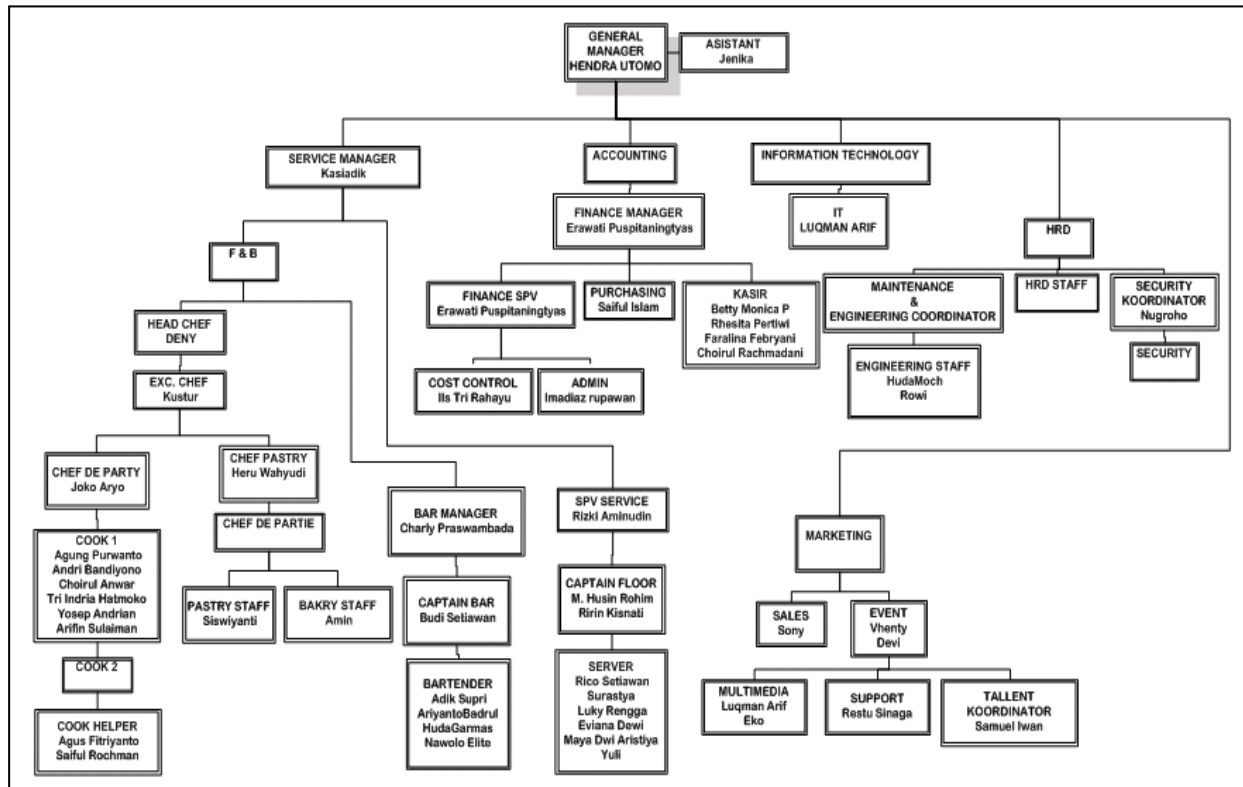 GENERAL
MANAGER
HENDRA UTOMO
ASISTANT
Jenika
SERVICE MANAGER
Kasiadik
ACCOUNTING
INFORMATION TECHNOLOGY
FINANCE MANAGER
Erawati Puspitaningtyas
IT
LUQMAN ARIF
HRD
F & B
FINANCE SPV
Erawati Puspitaningtyas
PURCHASING
Saiful Islam
KASIR
Betty Monica P
Rhesita Pertiwi
Faralina Febryani
Choirul Rachmadani
MAINTENANCE
&
ENGINEERING COORDINATOR
HRD STAFF
SECURITY
KOORDINATOR
Nugroho
HEAD CHEF
DENY
COST CONTROL
IIs Tri Rahayu
ADMIN
Imadiaz rupawan
ENGINEERING STAFF
HudaMoch
Rowi
SECURITY
EXC. CHEF
Kustur
CHEF DE PARTY
Joko Aryo
CHEF PASTRY
Heru Wahyudi
BAR MANAGER
Charly Praswambada
SPV SERVICE
Rizki Aminudin
MARKETING
CHEF DE PARTIE
COOK 1
Agung Purwanto
Andri Bandiyono
Choirul Anwar
Tri Indria Hatmoko
Yosep Andrian
Arifin Sulaiman
PASTRY STAFF
Siswiyanti
BAKRY STAFF
Amin
CAPTAIN BAR
Budi Setiawan
CAPTAIN FLOOR
M. Husin Rohim
Ririn Kisnati
SALES
Sony
EVENT
Vhenty
Devi
COOK 2
BARTENDER
Adik Supri
AriyantoBadrul
HudaGarmas
Nawolo Elite
SERVER
Rico Setiawan
Surastya
Luky Rengga
Eviana Dewi
Maya Dwi Aristiya
Yuli
MULTIMEDIA
Luqman Arif
Eko
SUPPORT
Restu Sinaga
TALLENT
KOORDINATOR
Samuel Iwan
COOK HELPER
Agus Fitriyanto
Saiful Rochman